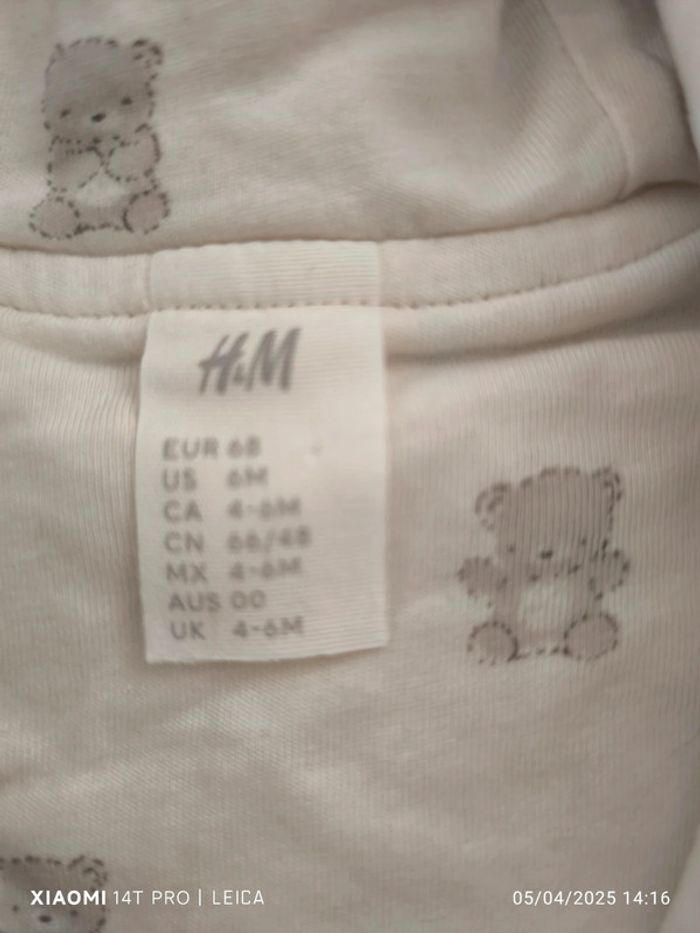 H&M
EUR 68
US 6M
CA 4-6M
CN 66/48
MX 4-6M
AUS 00
UK 4-6M
XIAOMI 14T PRO | LEICA
05/04/2025 14:16